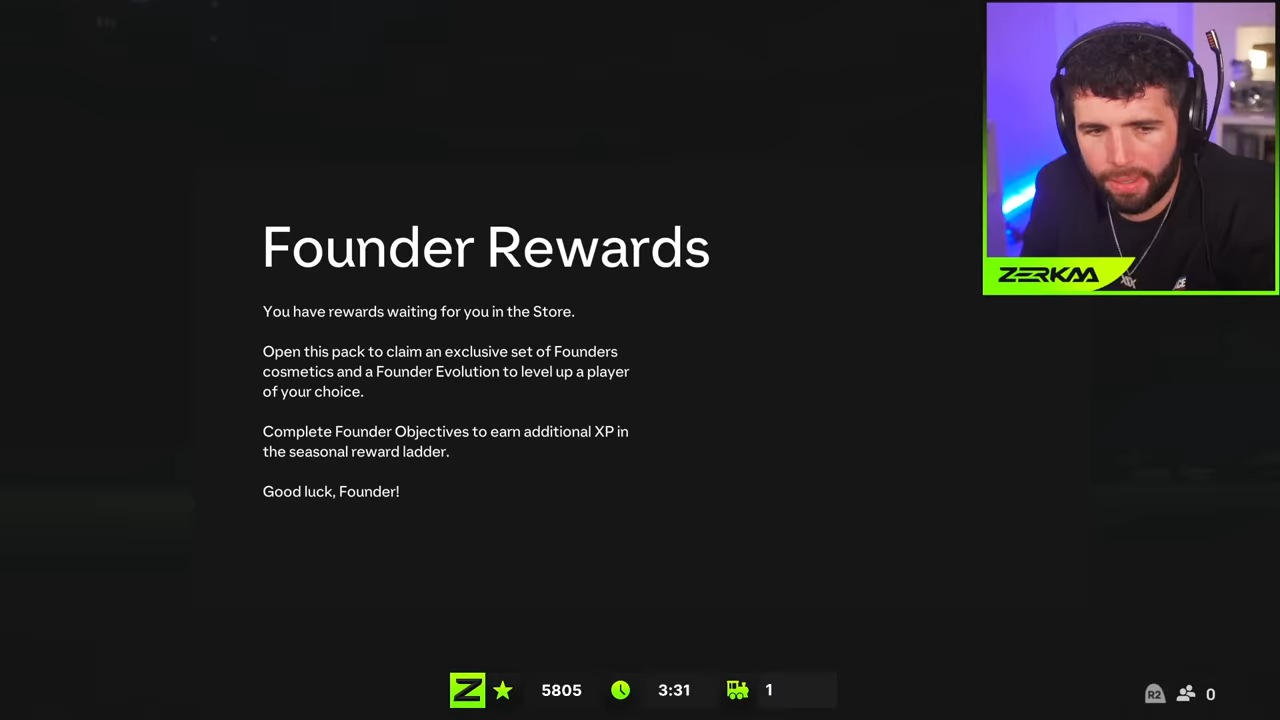 Founder Rewards
You have rewards waiting for you in the Store.
Open this pack to claim an exclusive set of Founders
cosmetics and a Founder Evolution to level up a player
of your choice.
Complete Founder Objectives to earn additional XP in
the seasonal reward ladder.
Good luck, Founder!
ZERKAA
Z 5805 3:31 1
R2 0